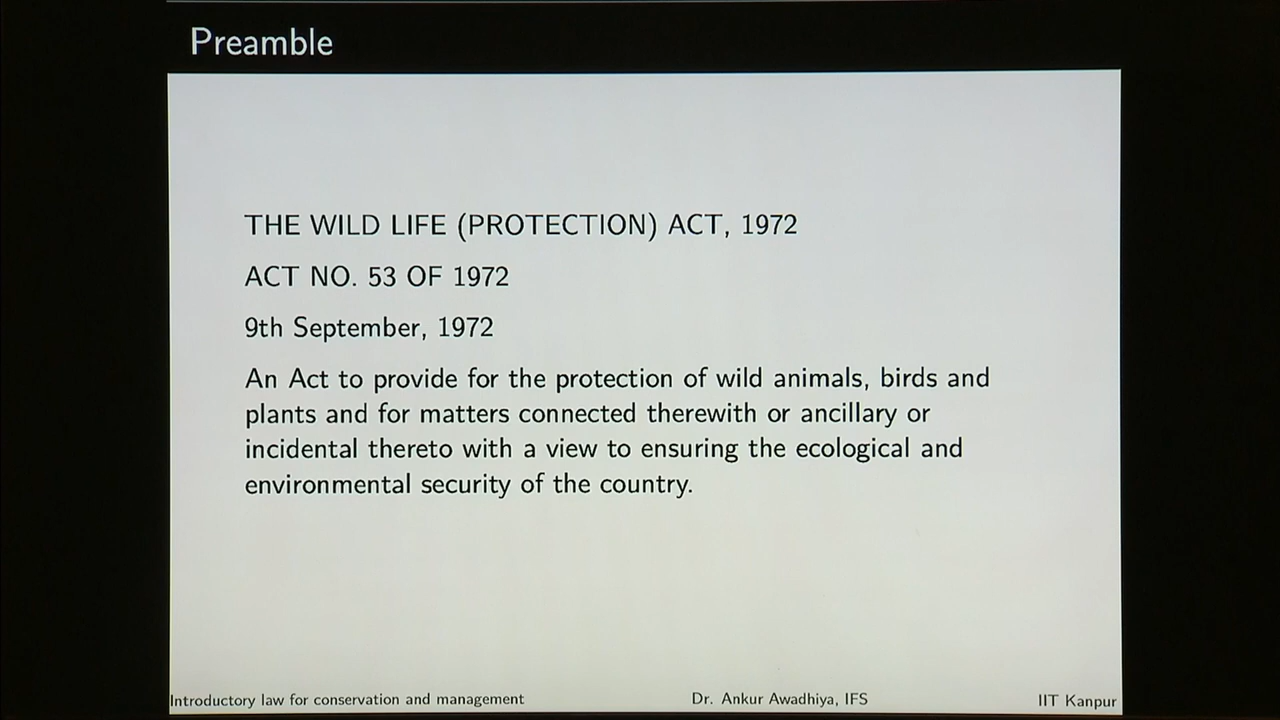 Preamble
THE WILD LIFE (PROTECTION) ACT, 1972
ACT NO. 53 OF 1972
9th September, 1972
An Act to provide for the protection of wild animals, birds and
plants and for matters connected therewith or ancillary or
incidental thereto with a view to ensuring the ecological and
environmental security of the country.
Introductory law for conservation and management
Dr. Ankur Awadhiya, IFS
IIT Kanpur